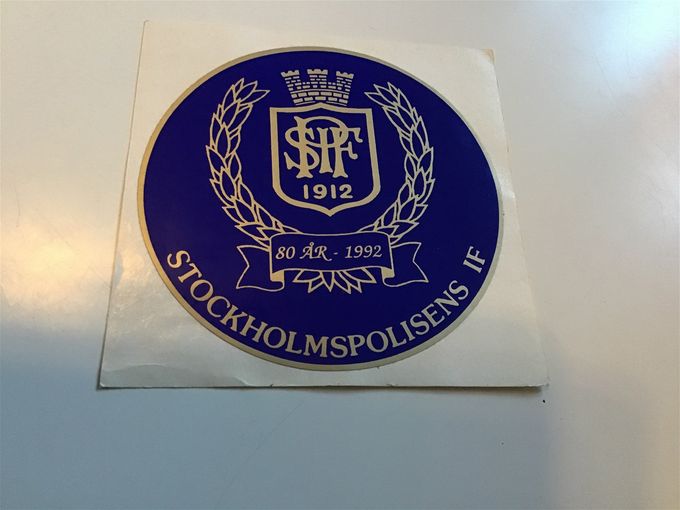 SPIF
1912
80 ÅR - 1992
STOCKHOLMSPOLISENS IF